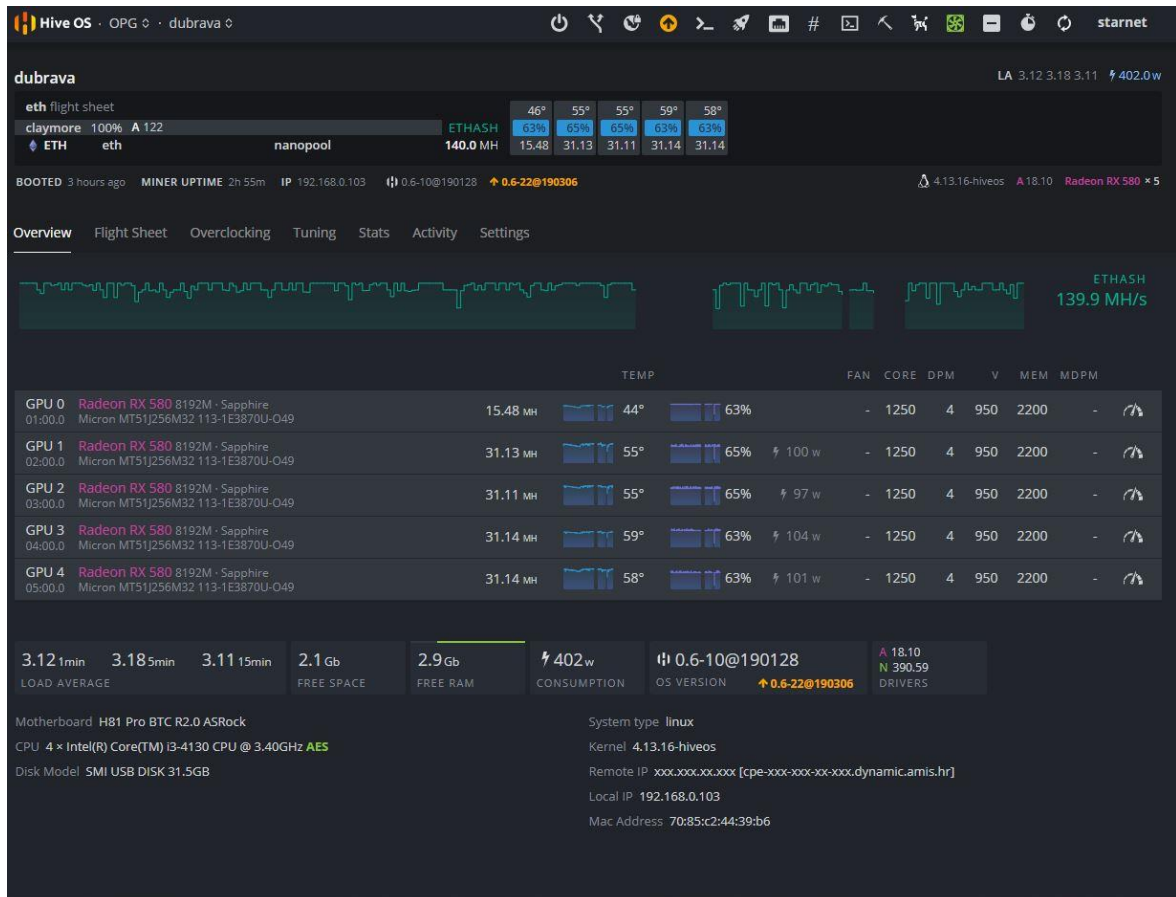 Hive OS · OPG · dubrava # starnet
dubrava LA 3.12 3.18 3.11 402.0 w
eth flight sheet 46° 55° 55° 59° 58°
claymore 100% A 122 ETHASH 63% 65% 65% 63% 63%
ETH eth nanopool 140.0 MH 15.48 31.13 31.11 31.14 31.14
BOOTED 3 hours ago MINER UPTIME 2h 55m IP 192.168.0.103 0.6-10@190128 0.6-22@190306 4.13.16-hiveos A 18.10 Radeon RX 580 × 5
Overview Flight Sheet Overclocking Tuning Stats Activity Settings
ETHASH
139.9 MH/s
TEMP FAN CORE DPM V MEM MDPM
GPU 0 Radeon RX 580 8192M · Sapphire
01:00.0 Micron MT51J256M32 113-1E3870U-O49
15.48 MH 44° 63% - 1250 4 950 2200 -
GPU 1 Radeon RX 580 8192M · Sapphire
02:00.0 Micron MT51J256M32 113-1E3870U-O49
31.13 MH 55° 65% 100 w - 1250 4 950 2200 -
GPU 2 Radeon RX 580 8192M · Sapphire
03:00.0 Micron MT51J256M32 113-1E3870U-O49
31.11 MH 55° 65% 97 w - 1250 4 950 2200 -
GPU 3 Radeon RX 580 8192M · Sapphire
04:00.0 Micron MT51J256M32 113-1E3870U-O49
31.14 MH 59° 63% 104 w - 1250 4 950 2200 -
GPU 4 Radeon RX 580 8192M · Sapphire
05:00.0 Micron MT51J256M32 113-1E3870U-O49
31.14 MH 58° 63% 101 w - 1250 4 950 2200 -
3.12 1min 3.18 5min 3.11 15min
LOAD AVERAGE
2.1 Gb
FREE SPACE
2.9 Gb
FREE RAM
402 w
CONSUMPTION
0.6-10@190128
OS VERSION 0.6-22@190306
A 18.10
N 390.59
DRIVERS
Motherboard H81 Pro BTC R2.0 ASRock
CPU 4 × Intel(R) Core(TM) i3-4130 CPU @ 3.40GHz AES
Disk Model SMI USB DISK 31.5GB
System type linux
Kernel 4.13.16-hiveos
Remote IP xxx.xxx.xx.xxx [cpe-xxx-xxx-xx-xxx.dynamic.amis.hr]
Local IP 192.168.0.103
Mac Address 70:85:c2:44:39:b6